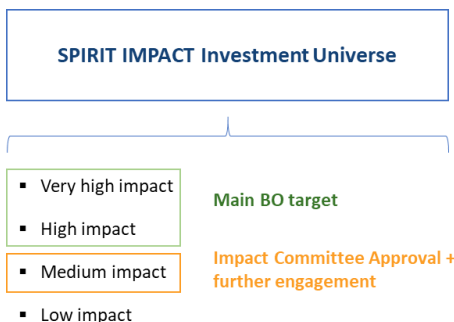 SPIRIT IMPACT Investment Universe
▪ Very high impact
Main BO target
▪ High impact
Impact Committee Approval +
▪ Medium impact
further engagement
▪ Low impact